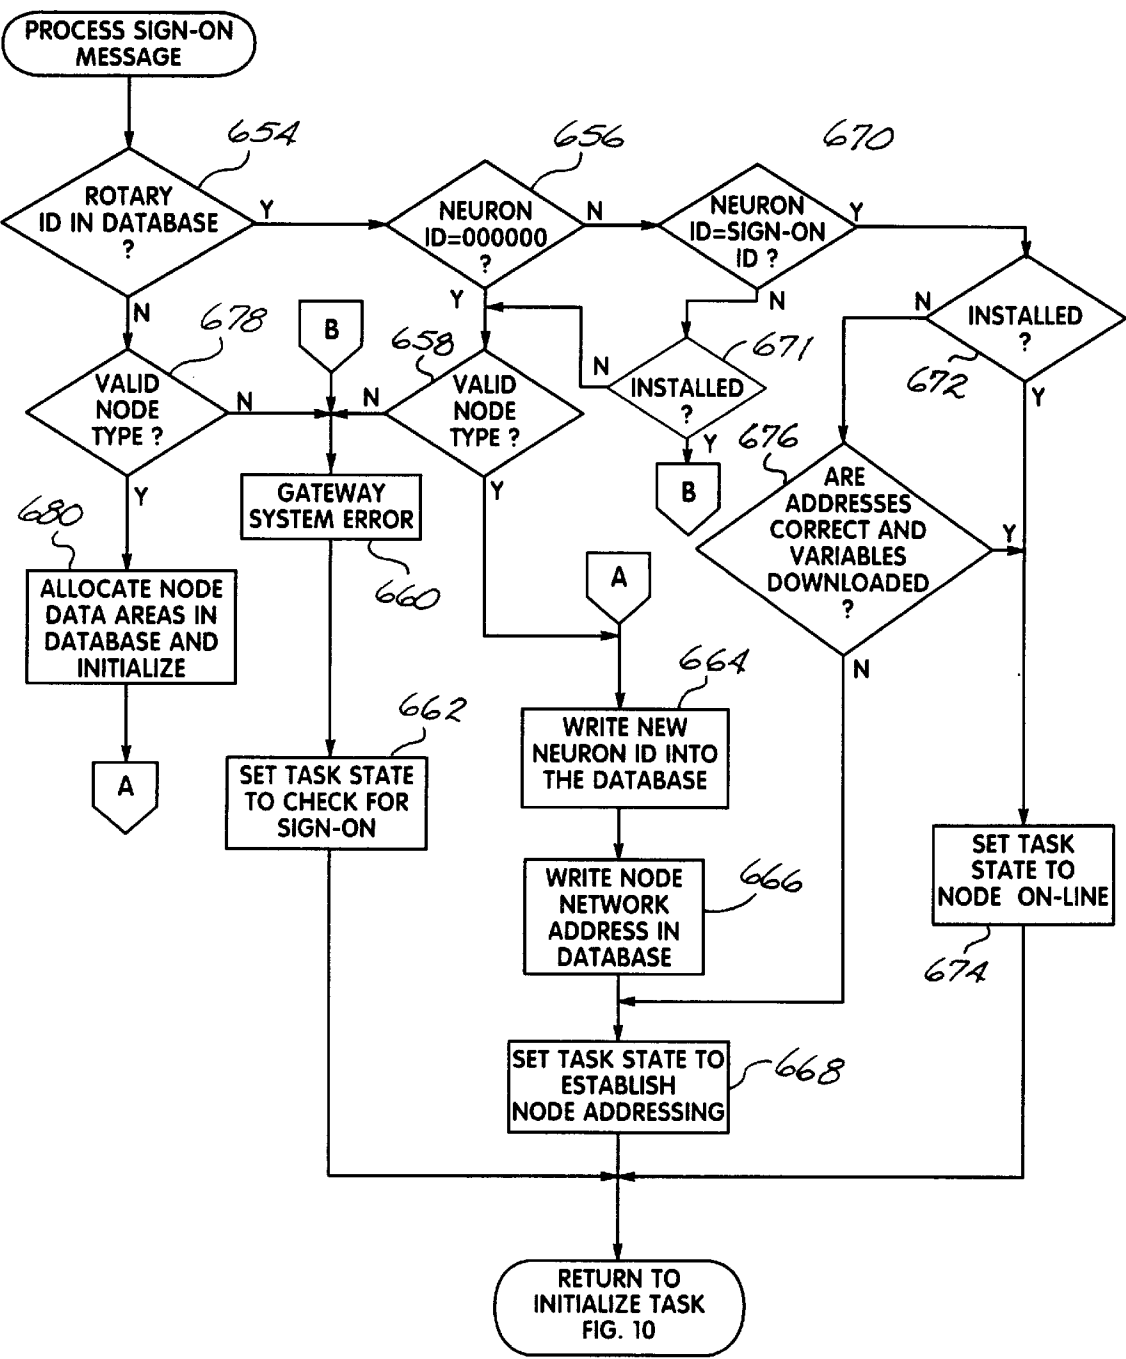 PROCESS SIGN-ON
MESSAGE
654
656
670
ROTARY
ID IN DATABASE
?
Y
NEURON
ID=000000
?
N
NEURON
ID=SIGN-ON
ID ?
Y
N
678
B
Y
658
N
671
N
INSTALLED
?
672
Y
VALID
NODE
TYPE ?
N
N
VALID
NODE
TYPE ?
N
INSTALLED
?
Y
B
676
Y
680
GATEWAY
SYSTEM ERROR
660
Y
A
ARE
ADDRESSES
CORRECT AND
VARIABLES
DOWNLOADED
?
Y
N
ALLOCATE NODE
DATA AREAS IN
DATABASE AND
INITIALIZE
A
662
SET TASK STATE
TO CHECK FOR
SIGN-ON
664
WRITE NEW
NEURON ID INTO
THE DATABASE
666
WRITE NODE
NETWORK
ADDRESS IN
DATABASE
SET TASK
STATE TO
NODE ON-LINE
674
SET TASK STATE TO
ESTABLISH
NODE ADDRESSING
668
RETURN TO
INITIALIZE TASK
FIG. 10